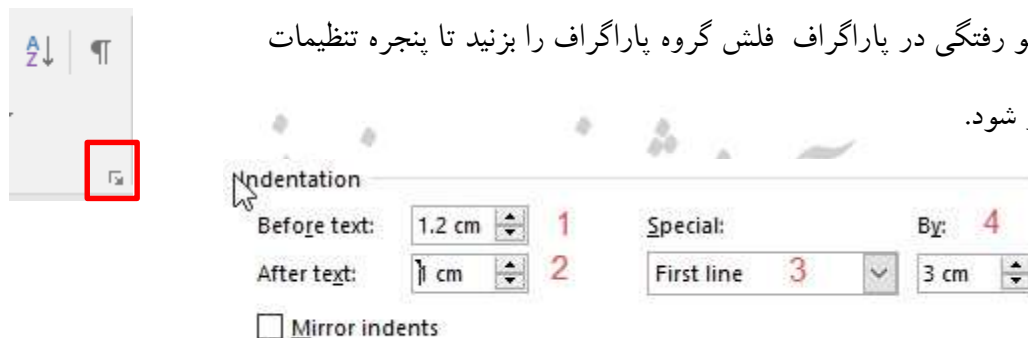 و رفتگی در پاراگراف فلش گروه پاراگراف را بزنید تا پنجره تنظیمات
شود.
A Z ¶
Indentation
Before text: 1.2 cm 1 Special: By: 4
After text: 1 cm 2 First line 3 3 cm
Mirror indents